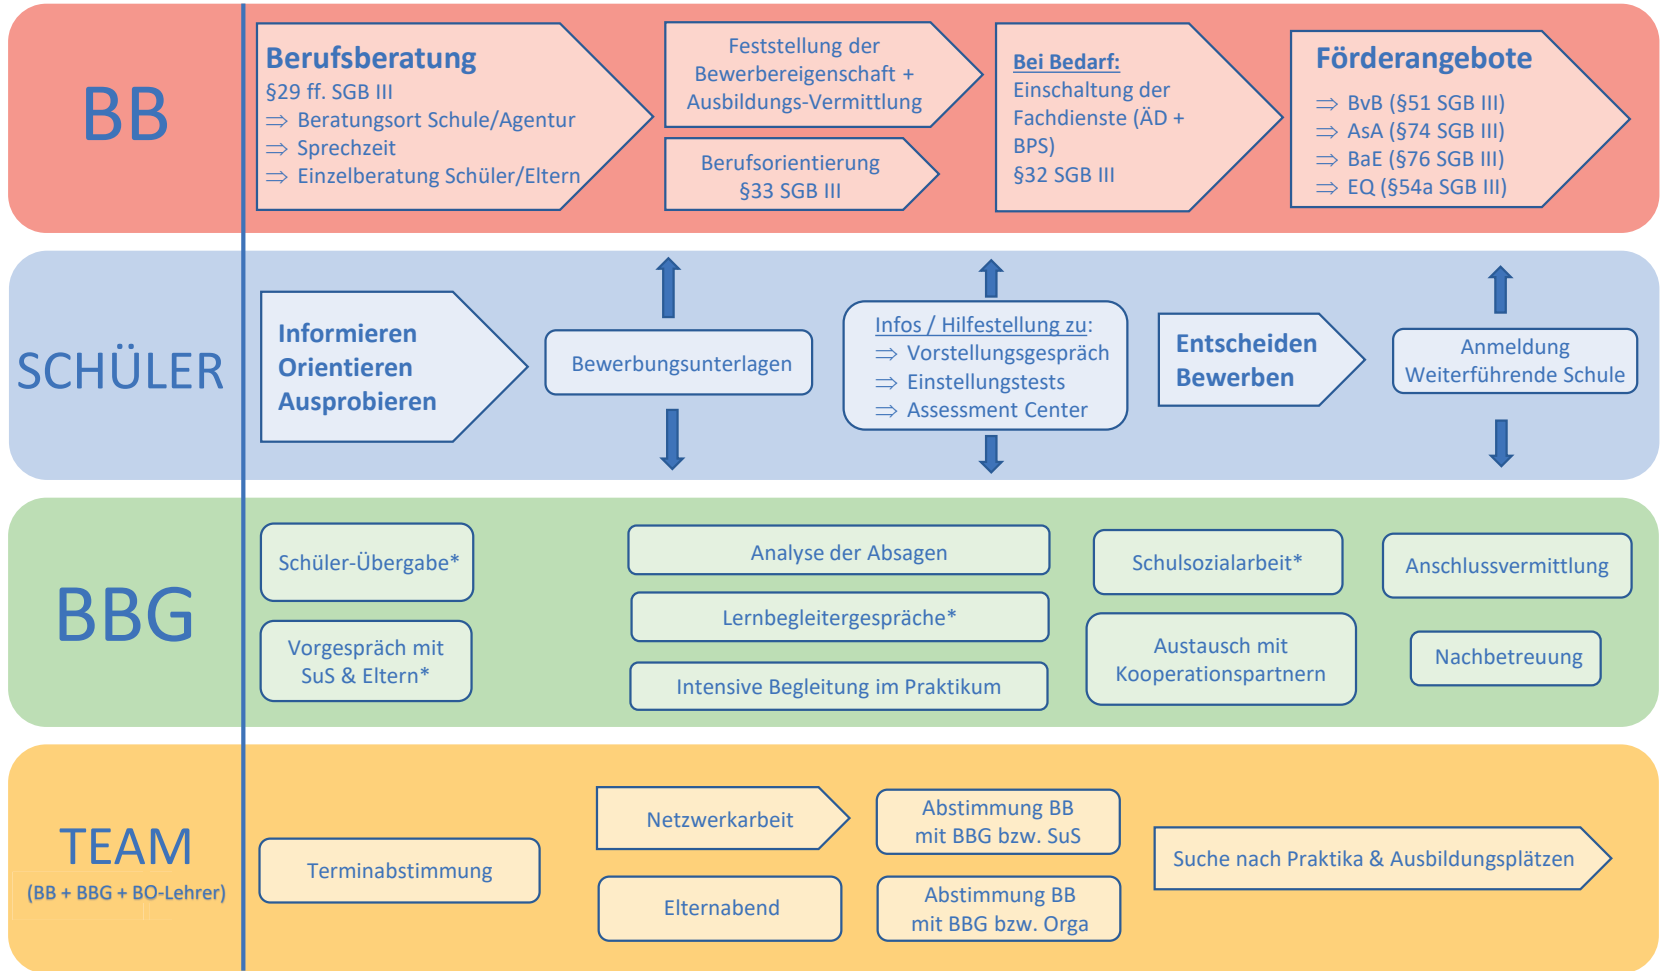 BB
Berufsberatung
§29 ff. SGB III
⇒ Beratungsort Schule/Agentur
⇒ Sprechzeit
⇒ Einzelberatung Schüler/Eltern
Feststellung der
Bewerbereigenschaft +
Ausbildungs-Vermittlung
Berufsorientierung
§33 SGB III
Bei Bedarf:
Einschaltung der
Fachdienste (ÄD +
BPS)
§32 SGB III
Förderangebote
⇒ BvB (§51 SGB III)
⇒ AsA (§74 SGB III)
⇒ BaE (§76 SGB III)
⇒ EQ (§54a SGB III)
SCHÜLER
Informieren
Orientieren
Ausprobieren
Bewerbungsunterlagen
Infos / Hilfestellung zu:
⇒ Vorstellungsgespräch
⇒ Einstellungstests
⇒ Assessment Center
Entscheiden
Bewerben
Anmeldung
Weiterführende Schule
BBG
Schüler-Übergabe*
Vorgespräch mit
SuS & Eltern*
Analyse der Absagen
Lernbegleitergespräche*
Intensive Begleitung im Praktikum
Schulsozialarbeit*
Austausch mit
Kooperationspartnern
Anschlussvermittlung
Nachbetreuung
TEAM
(BB + BBG + BO-Lehrer)
Terminabstimmung
Netzwerkarbeit
Elternabend
Abstimmung BB
mit BBG bzw. SuS
Abstimmung BB
mit BBG bzw. Orga
Suche nach Praktika & Ausbildungsplätzen